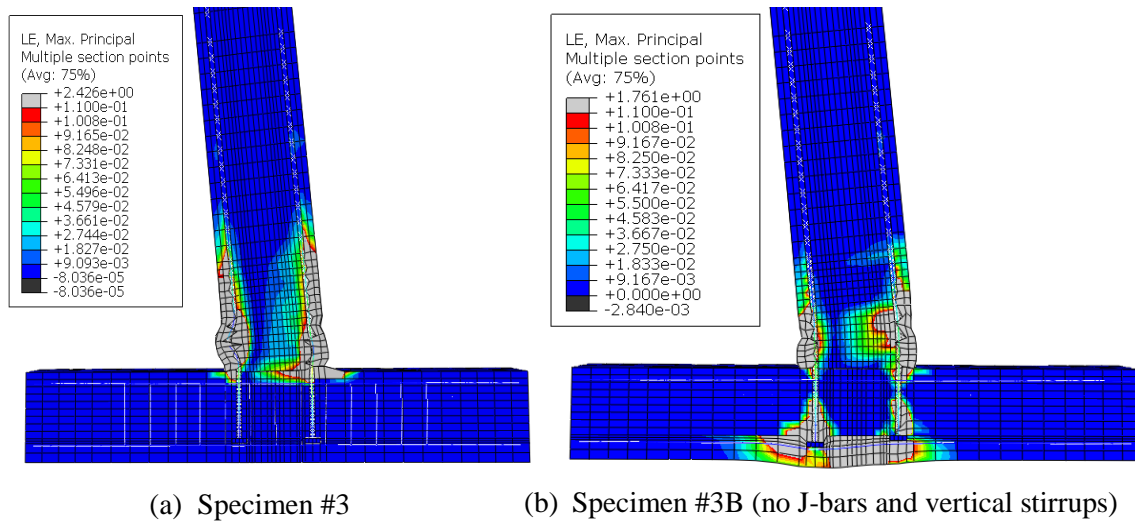 LE, Max. Principal
Multiple section points
(Avg: 75%)
+2.426e+00
+1.100e-01
+1.008e-01
+9.165e-02
+8.248e-02
+7.331e-02
+6.413e-02
+5.496e-02
+4.579e-02
+3.661e-02
+2.744e-02
+1.827e-02
+9.093e-03
-8.036e-05
-8.036e-05
LE, Max. Principal
Multiple section points
(Avg: 75%)
+1.761e+00
+1.100e-01
+1.008e-01
+9.167e-02
+8.250e-02
+7.333e-02
+6.417e-02
+5.500e-02
+4.583e-02
+3.667e-02
+2.750e-02
+1.833e-02
+9.167e-03
+0.000e+00
-2.840e-03
(a) Specimen #3
(b) Specimen #3B (no J-bars and vertical stirrups)